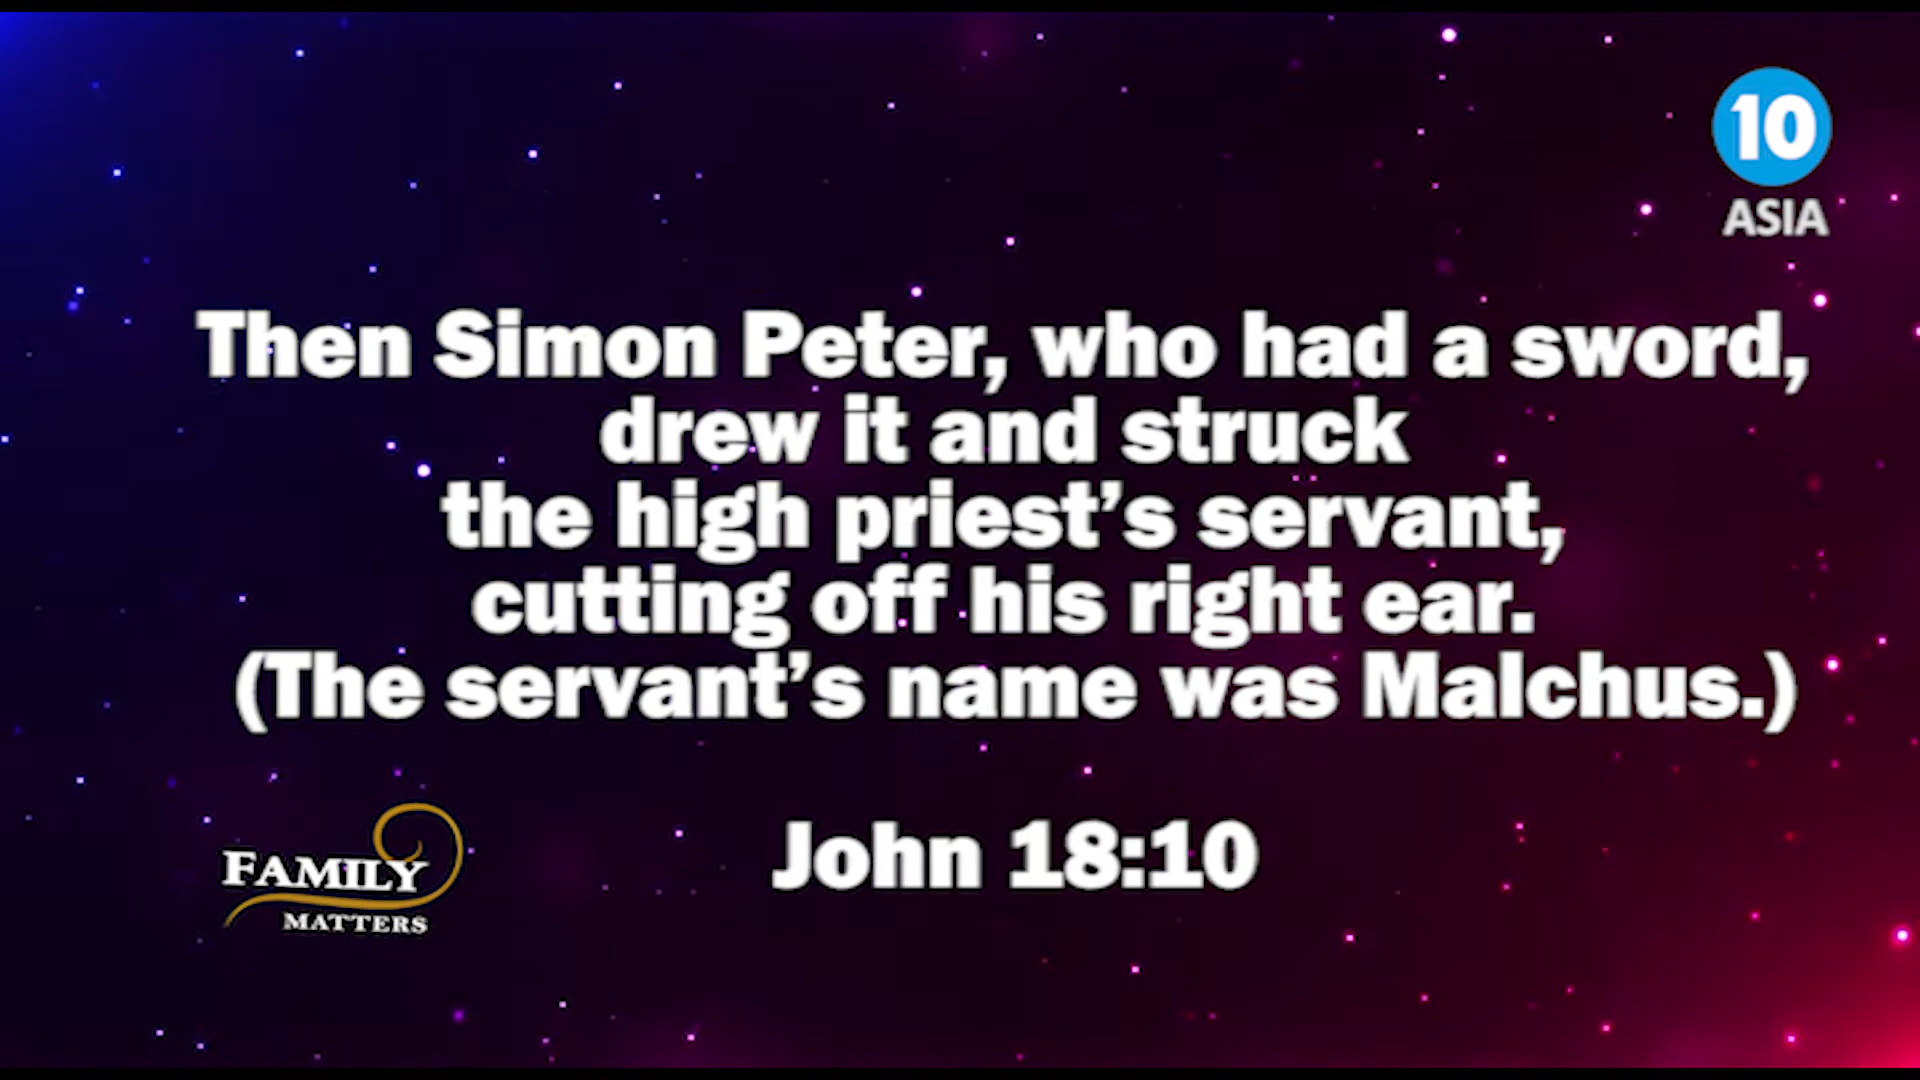 10
ASIA
Then Simon Peter, who had a sword,
drew it and struck
the high priest’s servant,
cutting off his right ear.
(The servant’s name was Malchus.)
John 18:10
FAMILY
MATTERS